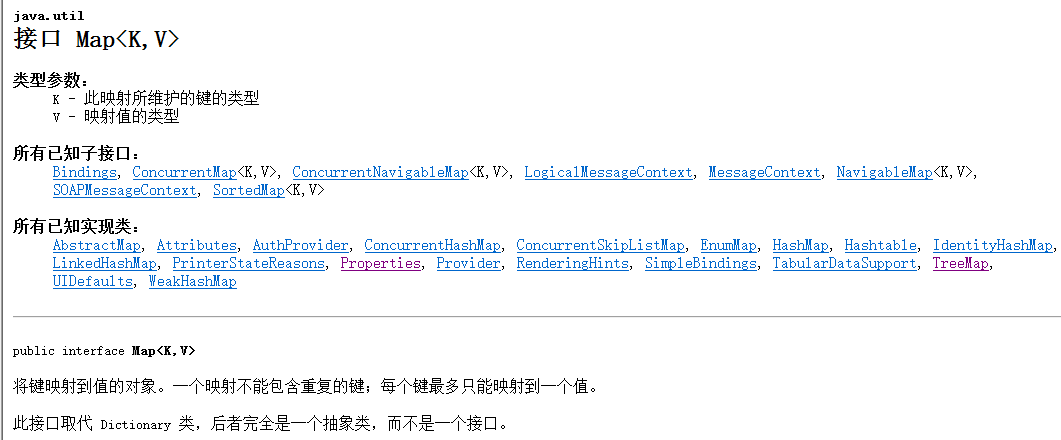 java.util
接口 Map<K,V>
类型参数：
K - 此映射所维护的键的类型
V - 映射值的类型
所有已知子接口：
Bindings, ConcurrentMap<K,V>, ConcurrentNavigableMap<K,V>, LogicalMessageContext, MessageContext, NavigableMap<K,V>,
SOAPMessageContext, SortedMap<K,V>
所有已知实现类：
AbstractMap, Attributes, AuthProvider, ConcurrentHashMap, ConcurrentSkipListMap, EnumMap, HashMap, Hashtable, IdentityHashMap,
LinkedHashMap, PrinterStateReasons, Properties, Provider, RenderingHints, SimpleBindings, TabularDataSupport, TreeMap,
UIDefaults, WeakHashMap
public interface Map<K,V>
将键映射到值的对象。一个映射不能包含重复的键；每个键最多只能映射到一个值。
此接口取代 Dictionary 类，后者完全是一个抽象类，而不是一个接口。